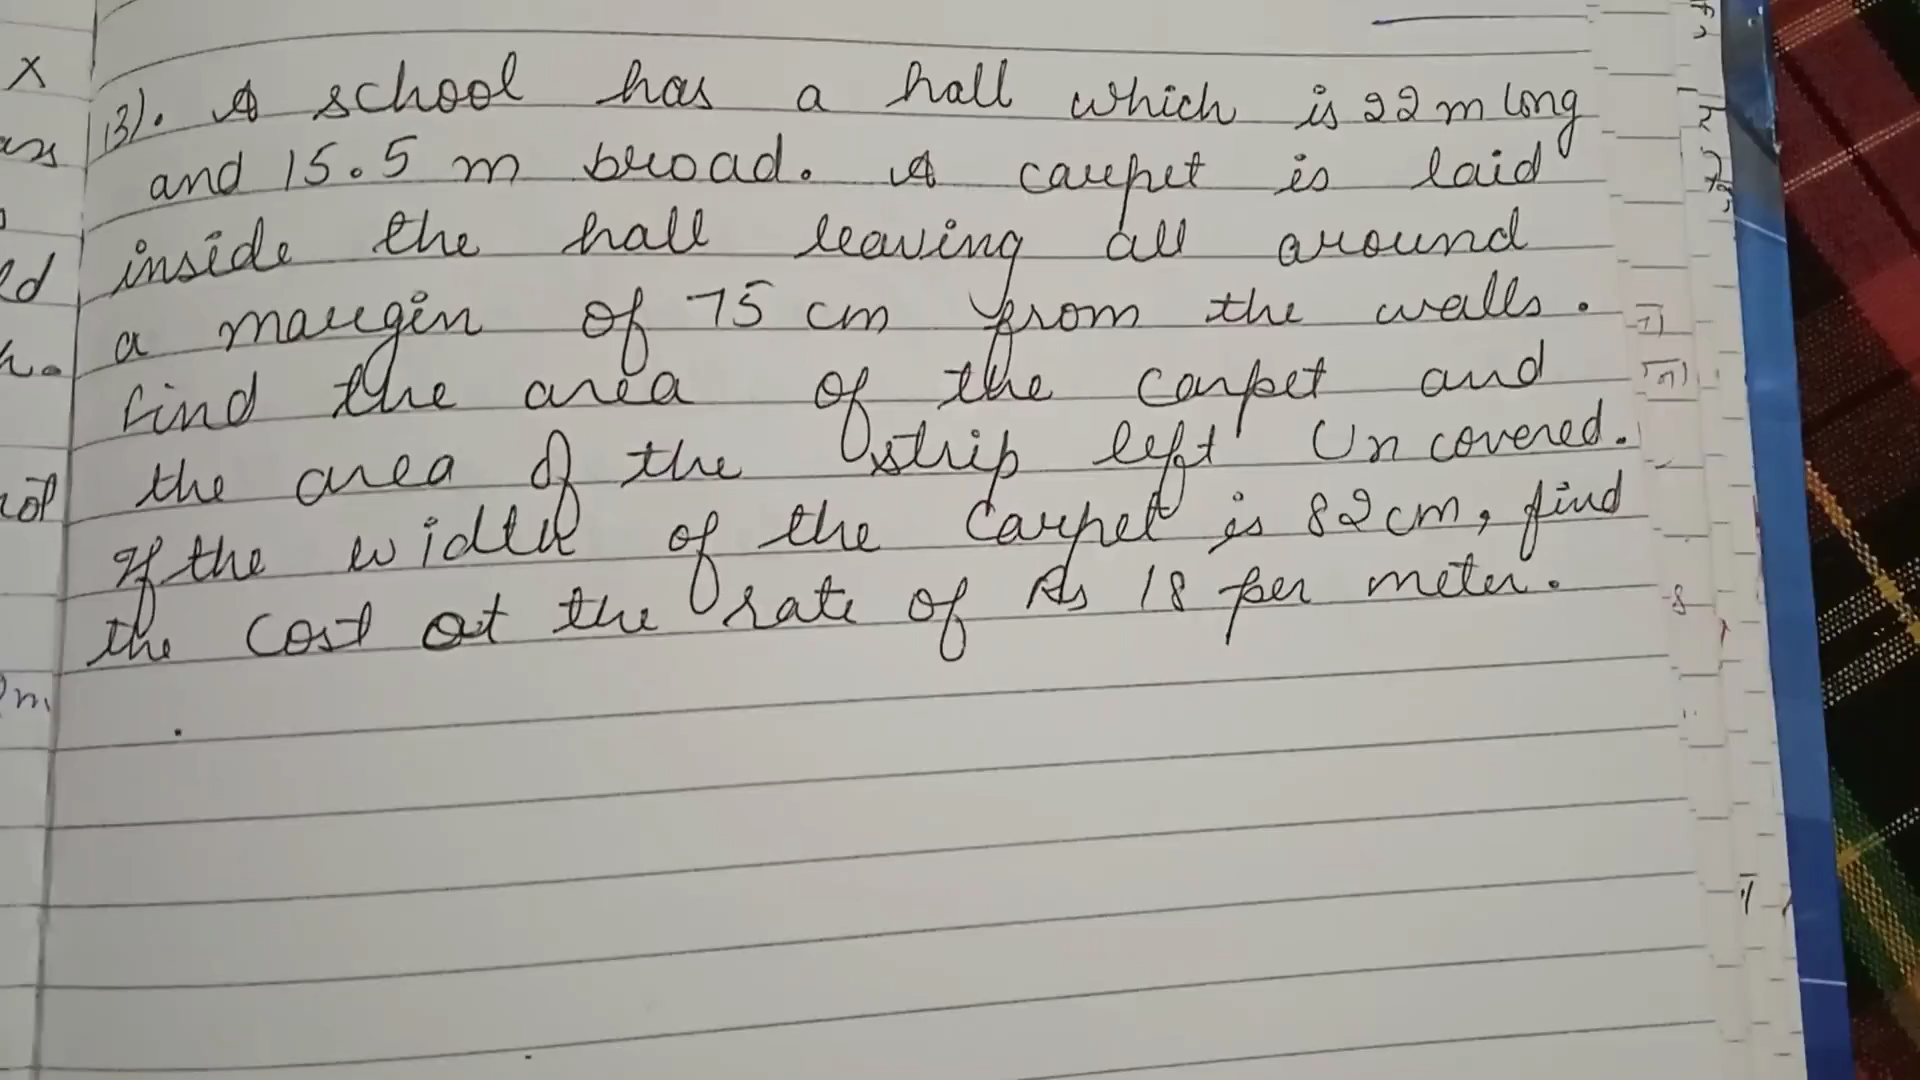 13). A school has a hall which is 22 m long
and 15.5 m broad. A carpet is laid
inside the hall leaving all around
a margin of 75 cm from the walls.
find the area of the carpet and
the area of the strip left Uncovered.
If the width of the carpet is 82 cm, find
the cost at the rate of Rs 18 per meter.